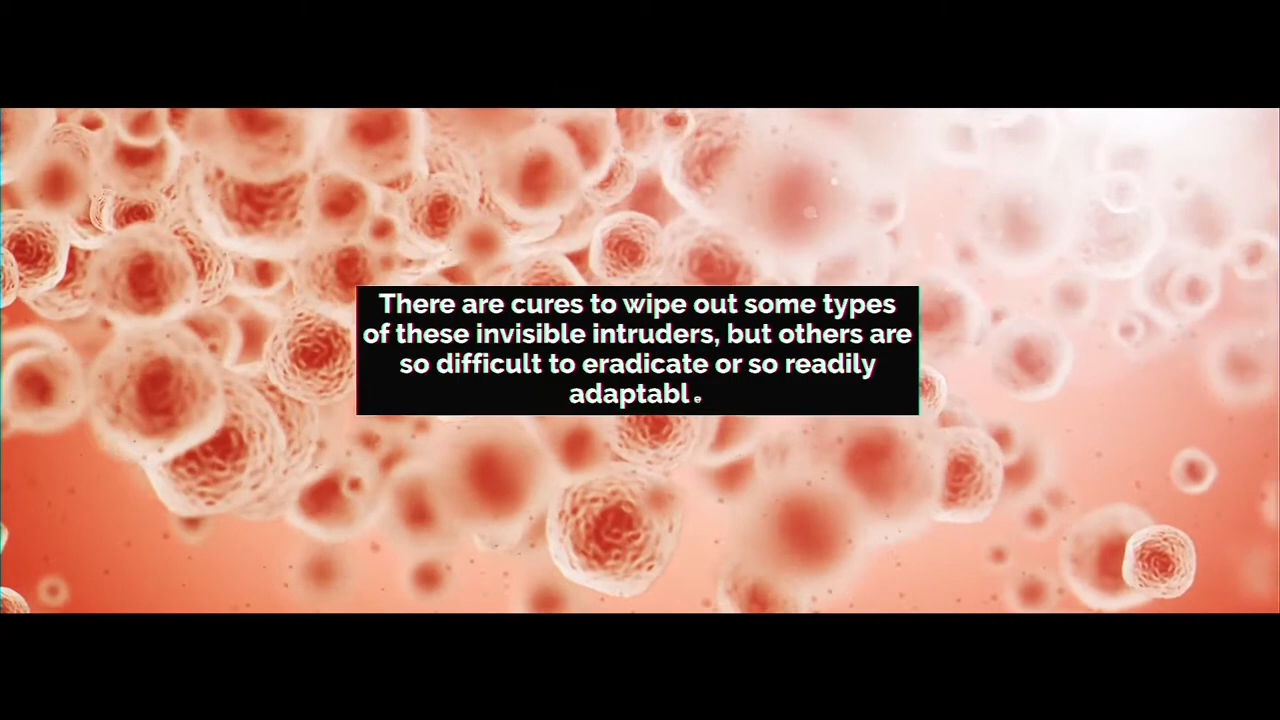 There are cures to wipe out some types
of these invisible intruders, but others are
so difficult to eradicate or so readily
adaptable